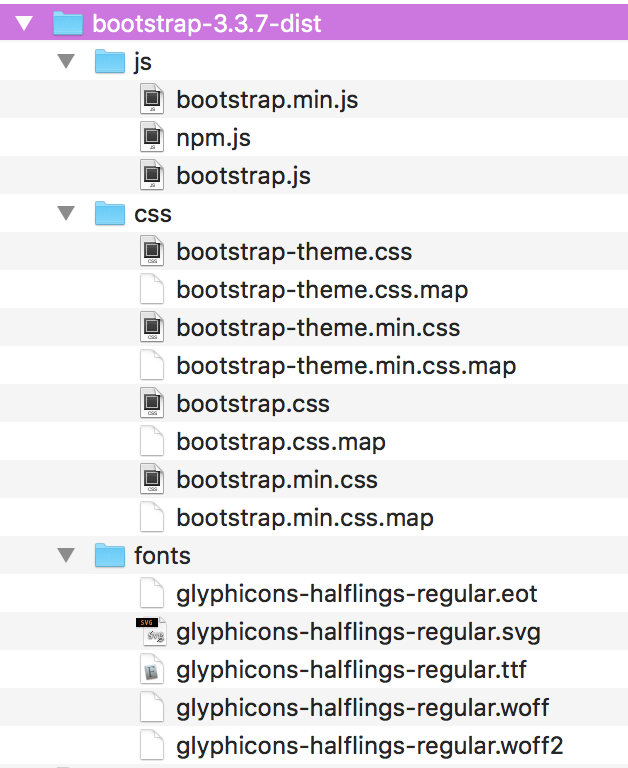 bootstrap-3.3.7-dist
js
bootstrap.min.js
npm.js
bootstrap.js
css
bootstrap-theme.css
bootstrap-theme.css.map
bootstrap-theme.min.css
bootstrap-theme.min.css.map
bootstrap.css
bootstrap.css.map
bootstrap.min.css
bootstrap.min.css.map
fonts
glyphicons-halflings-regular.eot
glyphicons-halflings-regular.svg
glyphicons-halflings-regular.ttf
glyphicons-halflings-regular.woff
glyphicons-halflings-regular.woff2